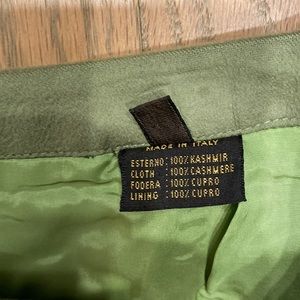 MADE IN ITALY
ESTERNO : 100% KASHMIR
CLOTH : 100% CASHMERE
FODERA : 100% CUPRO
LINING : 100% CUPRO